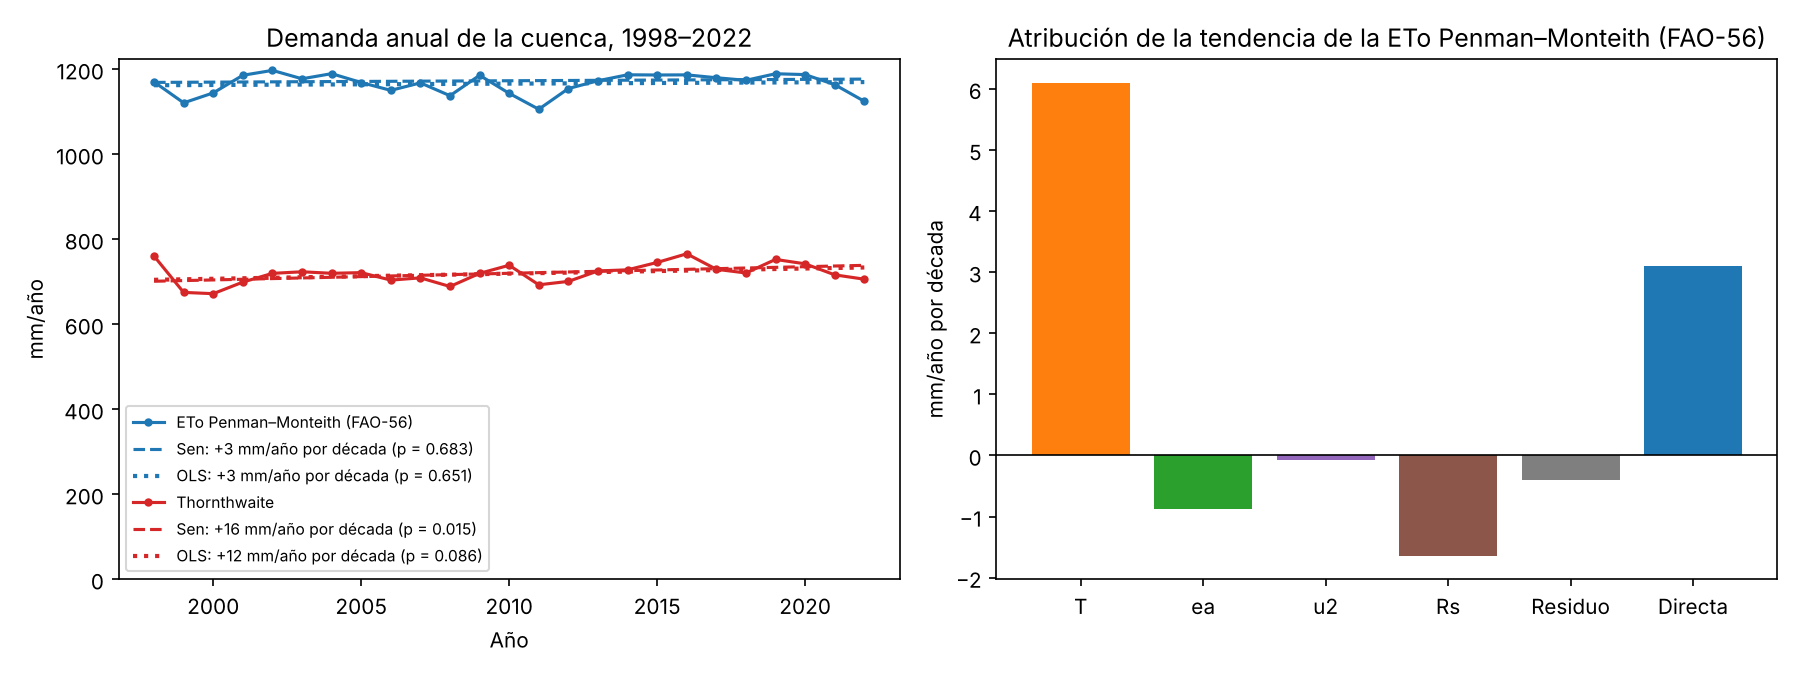 Demanda anual de la cuenca, 1998–2022
mm/año
1200
1000
800
600
400
200
0
ETo Penman–Monteith (FAO-56)
Sen: +3 mm/año por década (p = 0.683)
OLS: +3 mm/año por década (p = 0.651)
Thornthwaite
Sen: +16 mm/año por década (p = 0.015)
OLS: +12 mm/año por década (p = 0.086)
2000 2005 2010 2015 2020
Año
Atribución de la tendencia de la ETo Penman–Monteith (FAO-56)
mm/año por década
6
5
4
3
2
1
0
−1
−2
T ea u2 Rs Residuo Directa